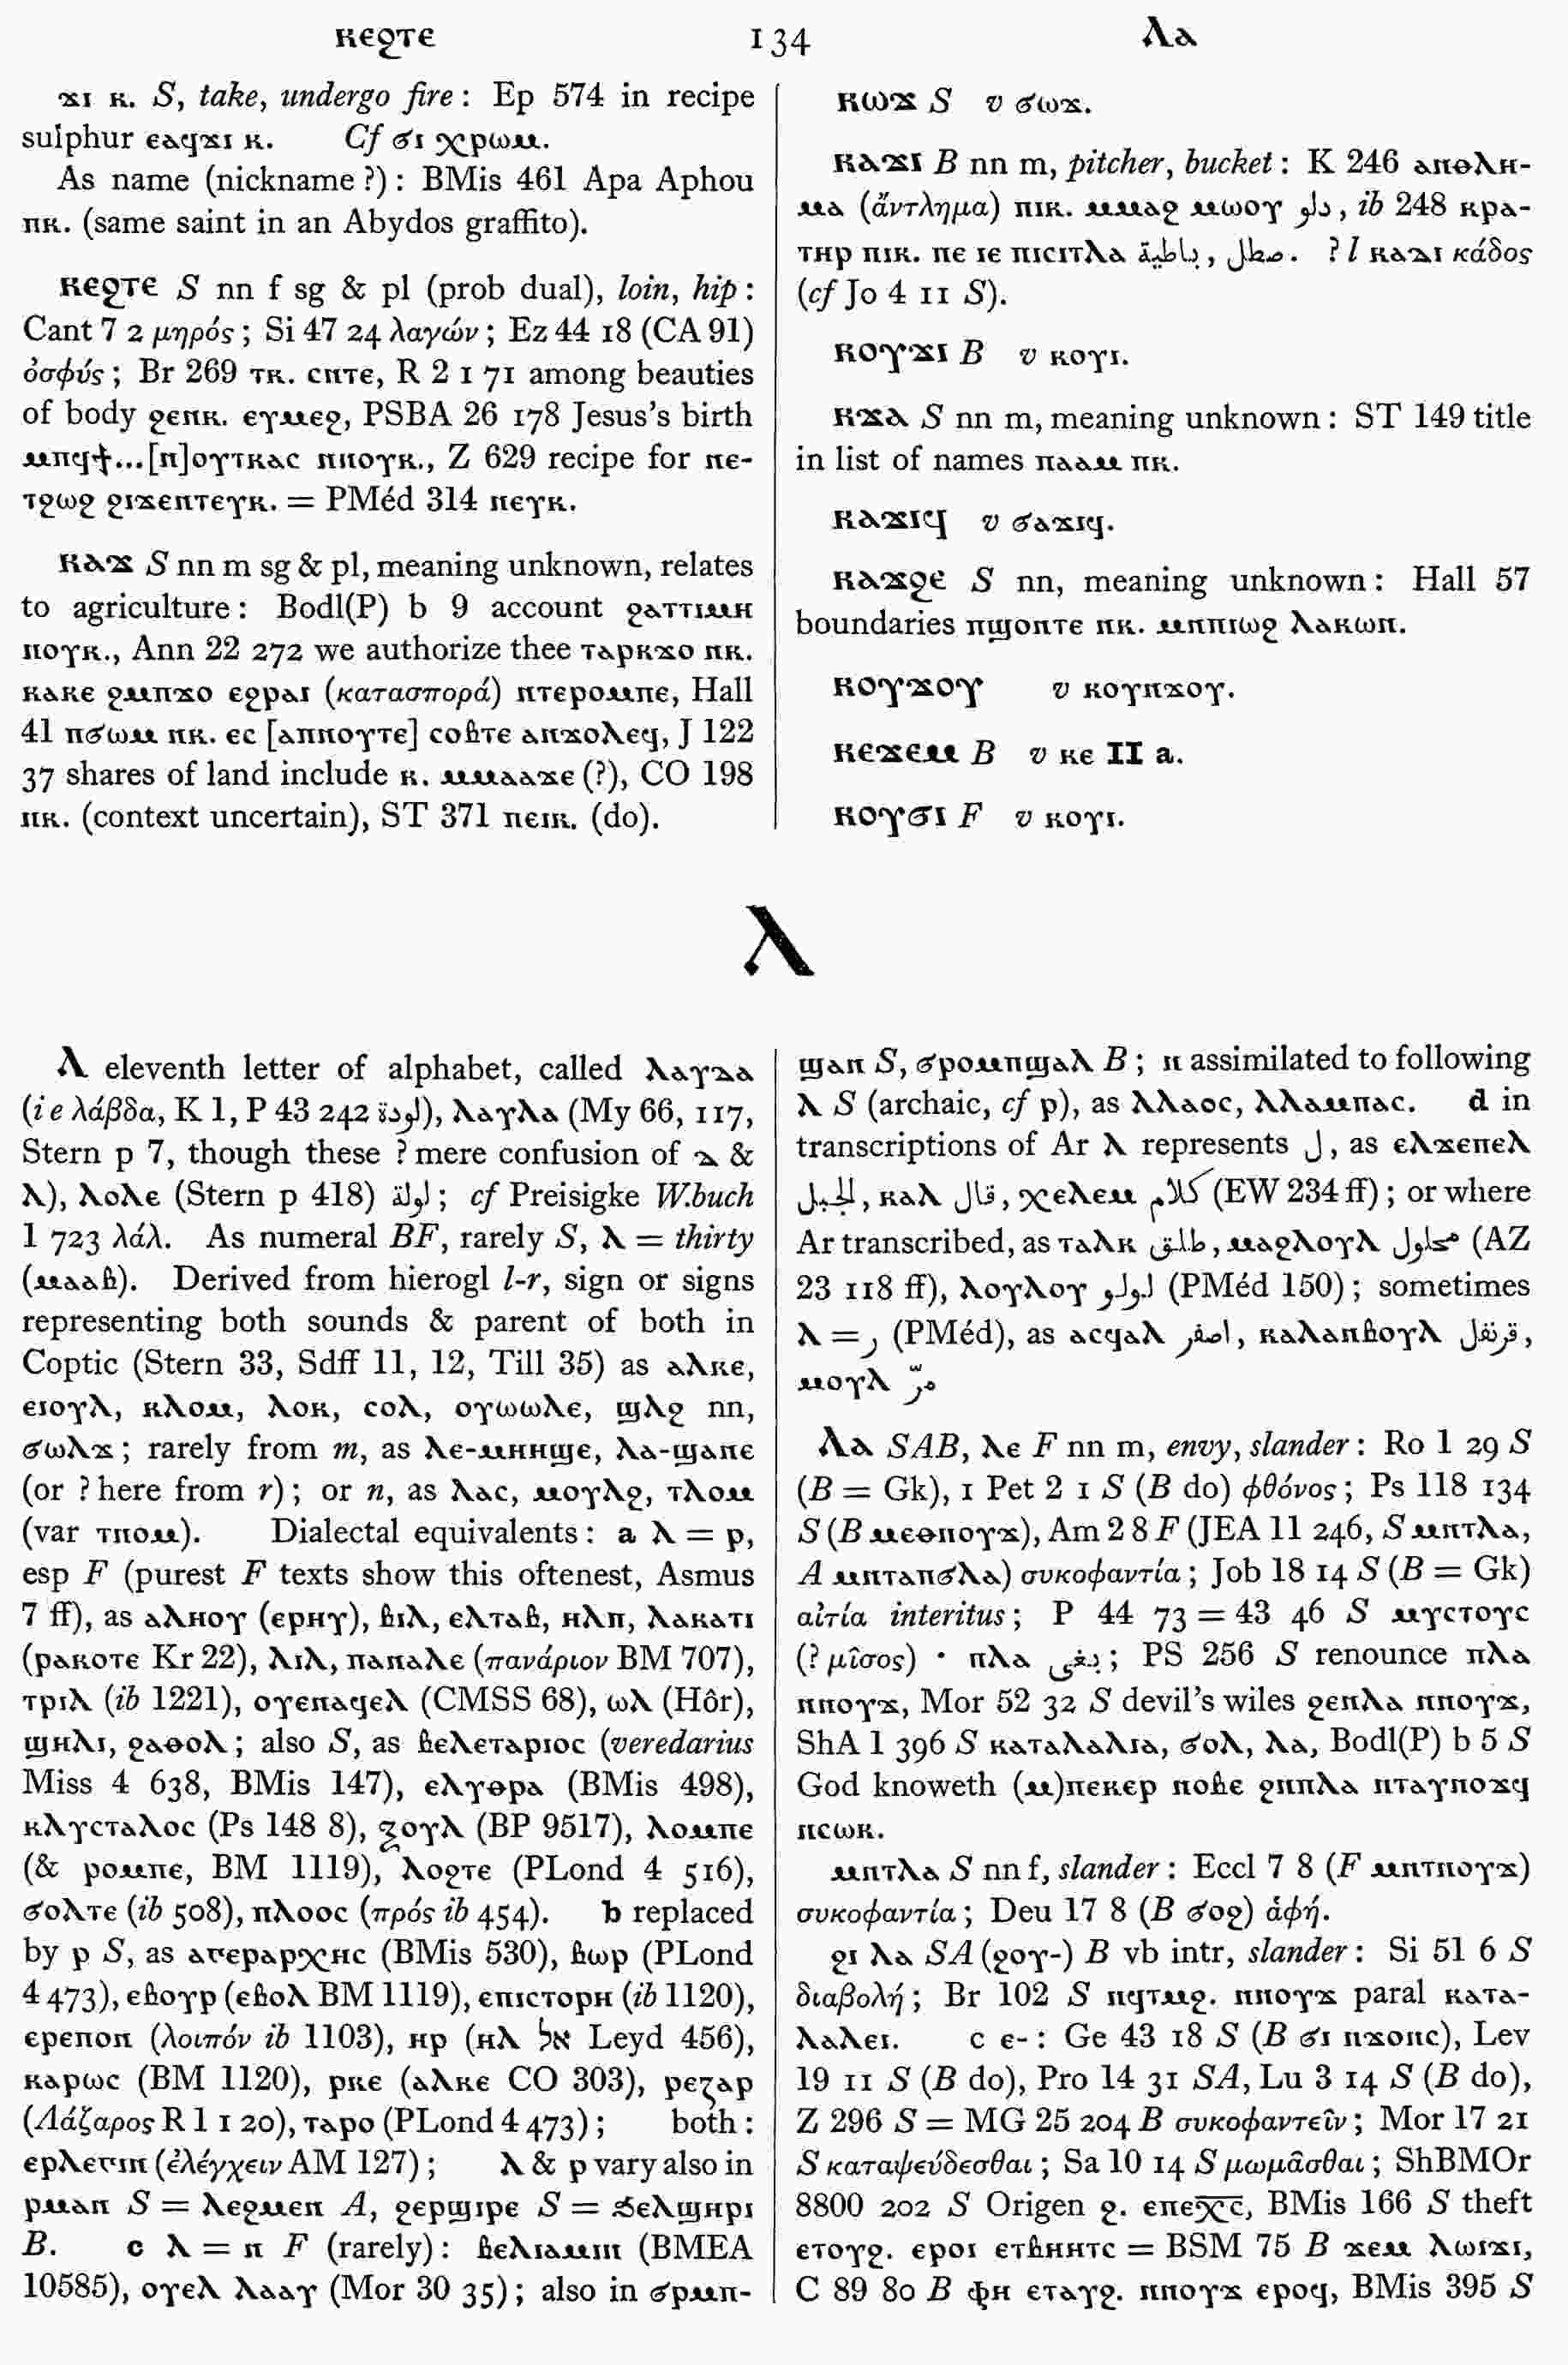 ⲕⲉϩⲧⲉ 134 ⲗⲁ
ϫⲓ ⲕ. S, take, undergo fire: Ep 574 in recipe
sulphur ⲉⲁϥϫⲓ ⲕ. Cf ϭⲓ ⲭⲣⲱⲙ.
As name (nickname ?): BMis 461 Apa Aphou
ⲡⲕ. (same saint in an Abydos graffito).
ⲕⲉϩⲧⲉ S nn f sg & pl (prob dual), loin, hip:
Cant 7 2 μηρός; Si 47 24 λαγών; Ez 44 18 (CA 91)
ὀσφύς; Br 269 ⲧⲕ. ⲥⲛⲧⲉ, R 2 1 71 among beauties
of body ϩⲉⲛⲕ. ⲉⲩⲙⲉϩ, PSBA 26 178 Jesus's birth
ⲙⲡϥϯ...[ⲛ]ⲟⲩⲧⲕⲁⲥ ⲛⲛⲟⲩⲕ., Z 629 recipe for ⲡⲉ-
ⲧϩⲱϩ ϩⲓϫⲉⲛⲧⲉⲩⲕ. = PMéd 314 ⲛⲉⲩⲕ.
ⲕⲁϫ S nn m sg & pl, meaning unknown, relates
to agriculture: Bodl(P) b 9 account ϩⲁⲧⲧⲓⲙⲏ
ⲛⲟⲩⲕ., Ann 22 272 we authorize thee ⲧⲁⲣⲕϫⲟ ⲛⲕ.
ⲕⲁⲕⲉ ϩⲙⲡϫⲟ ⲉϩⲣⲁⲓ (κατασπορά) ⲛⲧⲉⲣⲟⲙⲡⲉ, Hall
41 ⲡϭⲱⲙ ⲛⲕ. ⲉⲥ [ⲁⲡⲛⲟⲩⲧⲉ] ⲥⲟⲃⲧⲉ ⲁⲛϫⲟⲗⲉϥ, J 122
37 shares of land include ⲕ. ⲙⲙⲁⲁϫⲉ (?), CO 198
ⲛⲕ. (context uncertain), ST 371 ⲡⲉⲓⲕ. (do).
ⲕⲱϫ S v ϭⲱϫ.
ⲕⲁϫⲓ B nn m, pitcher, bucket: K 246 ⲁⲛⲑⲗⲏ-
ⲙⲁ (ἄντλημα) ⲡⲓⲕ. ⲙⲙⲁϩ ⲙⲱⲟⲩ دلو, ib 248 ⲕⲣⲁ-
ⲧⲏⲣ ⲡⲓⲕ. ⲡⲉ ⲓⲉ ⲡⲓⲥⲓⲧⲗⲁ باطية, سطل. ? l ⲕⲁⲇⲓ κάδος
(cf Jo 4 11 S).
ⲕⲟⲩϫⲓ B v ⲕⲟⲩⲓ.
ⲕϫⲁ S nn m, meaning unknown: ST 149 title
in list of names ⲡⲁⲁⲙ ⲡⲕ.
ⲕⲁϫⲓϥ v ϭⲁϫⲓϥ.
ⲕⲁϫϩⲉ S nn, meaning unknown: Hall 57
boundaries ⲡϣⲟⲛⲧⲉ ⲛⲕ. ⲙⲛⲡⲓⲱϩ ⲗⲁⲕⲱⲛ.
ⲕⲟⲩϫⲟⲩ v ⲕⲟⲩⲛϫⲟⲩ.
ⲕⲉϫⲉⲙ B v ⲕⲉ II a.
ⲕⲟⲩϭⲓ F v ⲕⲟⲩⲓ.
ⲗ
ⲗ eleventh letter of alphabet, called ⲗⲁⲩⲇⲁ
(i e λάβδα, K 1, P 43 242 لودة), ⲗⲁⲩⲗⲁ (My 66, 117,
Stern p 7, though these ? mere confusion of ⲇ &
ⲗ), ⲗⲟⲗⲉ (Stern p 418) لولة; cf Preisigke W.buch
1 723 λάλ. As numeral BF, rarely S, ⲗ = thirty
(ⲙⲁⲁⲃ). Derived from hierogl l-r, sign or signs
representing both sounds & parent of both in
Coptic (Stern 33, Sdff 11, 12, Till 35) as ⲁⲗⲕⲉ,
ⲉⲓⲟⲩⲗ, ⲕⲗⲟⲙ, ⲗⲟⲕ, ⲥⲟⲗ, ⲟⲩⲱⲱⲗⲉ, ϣⲗϩ nn,
ϭⲱⲗϫ; rarely from m, as ⲗⲉ-ⲙⲏⲏϣⲉ, ⲗⲁ-ϣⲁⲛⲉ
(or ? here from r); or n, as ⲗⲁⲥ, ⲙⲟⲩⲗϩ, ⲧⲗⲟⲙ
(var ⲧⲛⲟⲙ). Dialectal equivalents: a ⲗ = ⲣ,
esp F (purest F texts show this oftenest, Asmus
7 ff), as ⲁⲗⲏⲟⲩ (ⲉⲣⲏⲩ), ⲃⲓⲗ, ⲉⲗⲧⲁⲃ, ⲏⲗⲡ, ⲗⲁⲕⲁϯ
(ⲣⲁⲕⲟⲧⲉ Kr 22), ⲗⲓⲗ, ⲡⲁⲛⲁⲗⲉ (πανάριον BM 707),
ⲧⲣⲓⲗ (ib 1221), ⲟⲩⲉⲛⲁϥⲉⲗ (CMSS 68), ⲱⲗ (Hôr),
ϣⲏⲗⲓ, ϩⲁⲑⲟⲗ; also S, as ⲃⲉⲗⲉⲧⲁⲣⲓⲟⲥ (veredarius
Miss 4 638, BMis 147), ⲉⲗⲩⲑⲣⲁ (BMis 498),
ⲕⲗⲩⲥⲧⲁⲗⲟⲥ (Ps 148 8), ⲝⲟⲩⲗ (BP 9517), ⲗⲟⲙⲡⲉ
(& ⲣⲟⲙⲡⲉ, BM 1119), ⲗⲟϩⲧⲉ (PLond 4 516),
ϭⲟⲗⲧⲉ (ib 508), ⲡⲗⲟⲟⲥ (πρός ib 454). b replaced
by ⲣ S, as ⲁⲅⲉⲣⲁⲣⲭⲏⲥ (BMis 530), ⲃⲱⲣ (PLond
4 473), ⲉⲃⲟⲩⲣ (ⲉⲃⲟⲗ BM 1119), ⲉⲡⲓⲥⲧⲟⲣⲏ (ib 1120),
ⲉⲣⲉⲡⲟⲛ (λοιπόν ib 1103), ⲏⲣ (ⲏⲗ אל Leyd 456),
ⲕⲁⲣⲱⲥ (BM 1120), ⲣⲕⲉ (ⲁⲗⲕⲉ CO 303), ⲣⲉⲍⲁⲣ
(Λάζαρος R 1 1 20), ⲧⲁⲣⲟ (PLond 4 473); both:
ⲉⲣⲗⲉⲅⲓⲛ (ἐλέγχειν AM 127); ⲗ & ⲣ vary also in
ⲣⲙⲁⲛ S = ⲗⲉϩⲙⲉⲛ A, ϩⲉⲣϣⲓⲣⲉ S = ϧⲉⲗϣⲏⲣⲓ
B. c ⲗ = ⲛ F (rarely): ⲃⲉⲗⲓⲁⲙⲓⲛ (BMEA
10585), ⲟⲩⲉⲗ ⲗⲁⲁⲩ (Mor 30 35); also in ϭⲣⲙⲡ-
ϣⲁⲛ S, ϭⲣⲟⲙⲡϣⲁⲗ B; ⲛ assimilated to following
ⲗ S (archaic, cf ⲣ), as ⲗⲗⲁⲟⲥ, ⲗⲗⲁⲙⲡⲁⲥ. d in
transcriptions of Ar ⲗ represents ل, as ⲉⲗϫⲉⲡⲉⲗ
الجبل, ⲕⲁⲗ قال, ⲭⲉⲗⲉⲙ كلام (EW 234 ff); or where
Ar transcribed, as ⲧⲁⲗⲕ طلق, ⲙⲁϩⲗⲟⲩⲗ محلول (AZ
23 118 ff), ⲗⲟⲩⲗⲟⲩ لولو (PMéd 150); sometimes
ⲗ = ر (PMéd), as ⲁⲥϥⲁⲗ اصفر, ⲕⲁⲗⲁⲛⲃⲟⲩⲗ قرنفل,
ⲙⲟⲩⲗ مرّ
ⲗⲁ SAB, ⲗⲉ F nn m, envy, slander: Ro 1 29 S
(B = Gk), 1 Pet 2 1 S (B do) φθόνος; Ps 118 134
S (B ⲙⲉⲑⲛⲟⲩϫ), Am 2 8 F (JEA 11 246, S ⲙⲛⲧⲗⲁ,
A ⲙⲛⲧⲁⲛϭⲗⲁ) συκοφαντία; Job 18 14 S (B = Gk)
αἰτία interitus; P 44 73 = 43 46 S ⲙⲩⲥⲧⲟⲩⲥ
(? μῖσος) · ⲡⲗⲁ بغى; PS 256 S renounce ⲡⲗⲁ
ⲛⲛⲟⲩϫ, Mor 52 32 S devil's wiles ϩⲉⲛⲗⲁ ⲛⲛⲟⲩϫ,
ShA 1 396 S ⲕⲁⲧⲁⲗⲁⲗⲓⲁ, ϭⲟⲗ, ⲗⲁ, Bodl(P) b 5 S
God knoweth (ⲙ)ⲡⲉⲕⲉⲣ ⲛⲟⲃⲉ ϩⲛⲡⲗⲁ ⲛⲧⲁⲩⲛⲟϫϥ
ⲛⲥⲱⲕ.
ⲙⲛⲧⲗⲁ S nn f, slander: Eccl 7 8 (F ⲙⲛⲧⲛⲟⲩϫ)
συκοφαντία; Deu 17 8 (B ϭⲟϩ) ἁφή.
ϩⲓ ⲗⲁ SA (ϩⲟⲩ-) B vb intr, slander: Si 51 6 S
διαβολή; Br 102 S ⲛϥⲧⲙϩ. ⲛⲛⲟⲩϫ paral ⲕⲁⲧⲁ-
ⲗⲁⲗⲉⲓ. c ⲉ-: Ge 43 18 S (B ϭⲓ ⲛϫⲟⲛⲥ), Lev
19 11 S (B do), Pro 14 31 SA, Lu 3 14 S (B do),
Z 296 S = MG 25 204 B συκοφαντεῖν; Mor 17 21
S καταψεύδεσθαι; Sa 10 14 S μωμᾶσθαι; ShBMOr
8800 202 S Origen ϩ. ⲉⲡⲉⲭ̅ⲥ̅, BMis 166 S theft
ⲉⲧⲟⲩϩ. ⲉⲣⲟⲓ ⲉⲧⲃⲏⲏⲧⲥ = BSM 75 B ϫⲉⲙ ⲗⲱⲓϫⲓ,
C 89 80 B ⲫⲏ ⲉⲧⲁⲩϩ. ⲛⲛⲟⲩϫ ⲉⲣⲟϥ, BMis 395 S